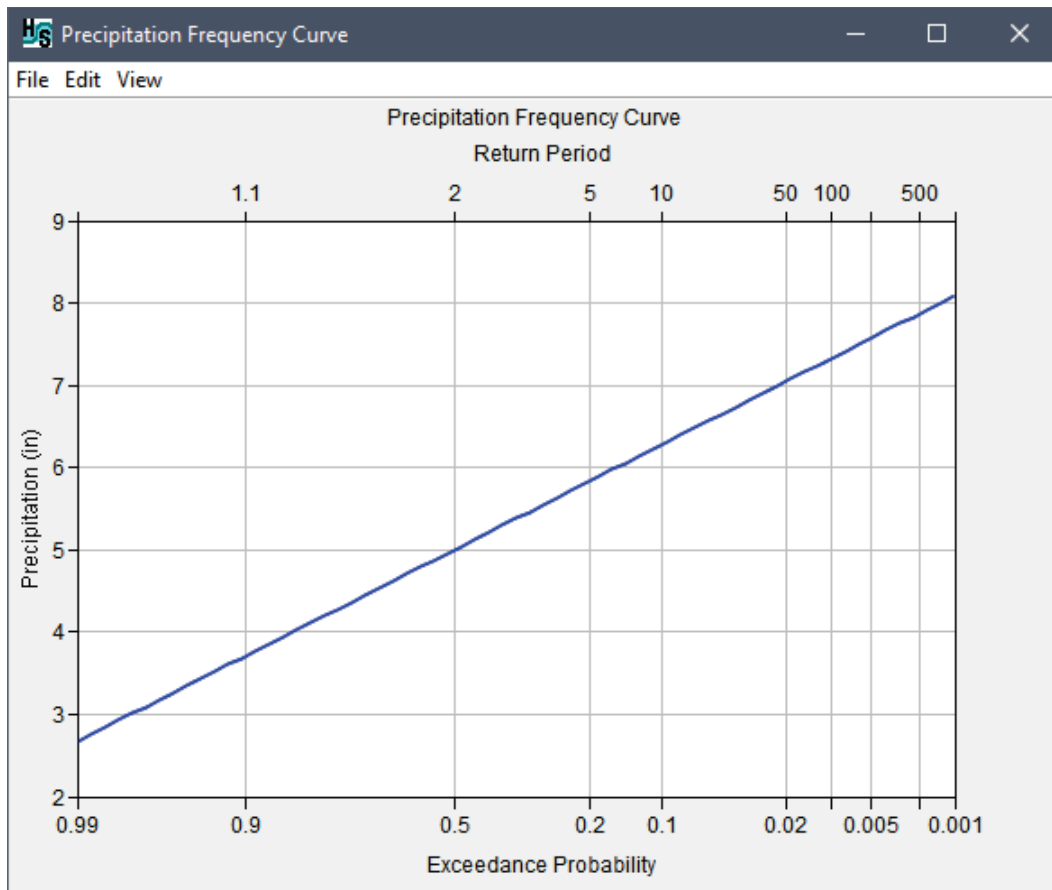 Precipitation Frequency Curve
File Edit View
Precipitation Frequency Curve
Return Period
1.1 2 5 10 50 100 500
9
8
7
6
5
4
3
2
Precipitation (in)
0.99 0.9 0.5 0.2 0.1 0.02 0.005 0.001
Exceedance Probability